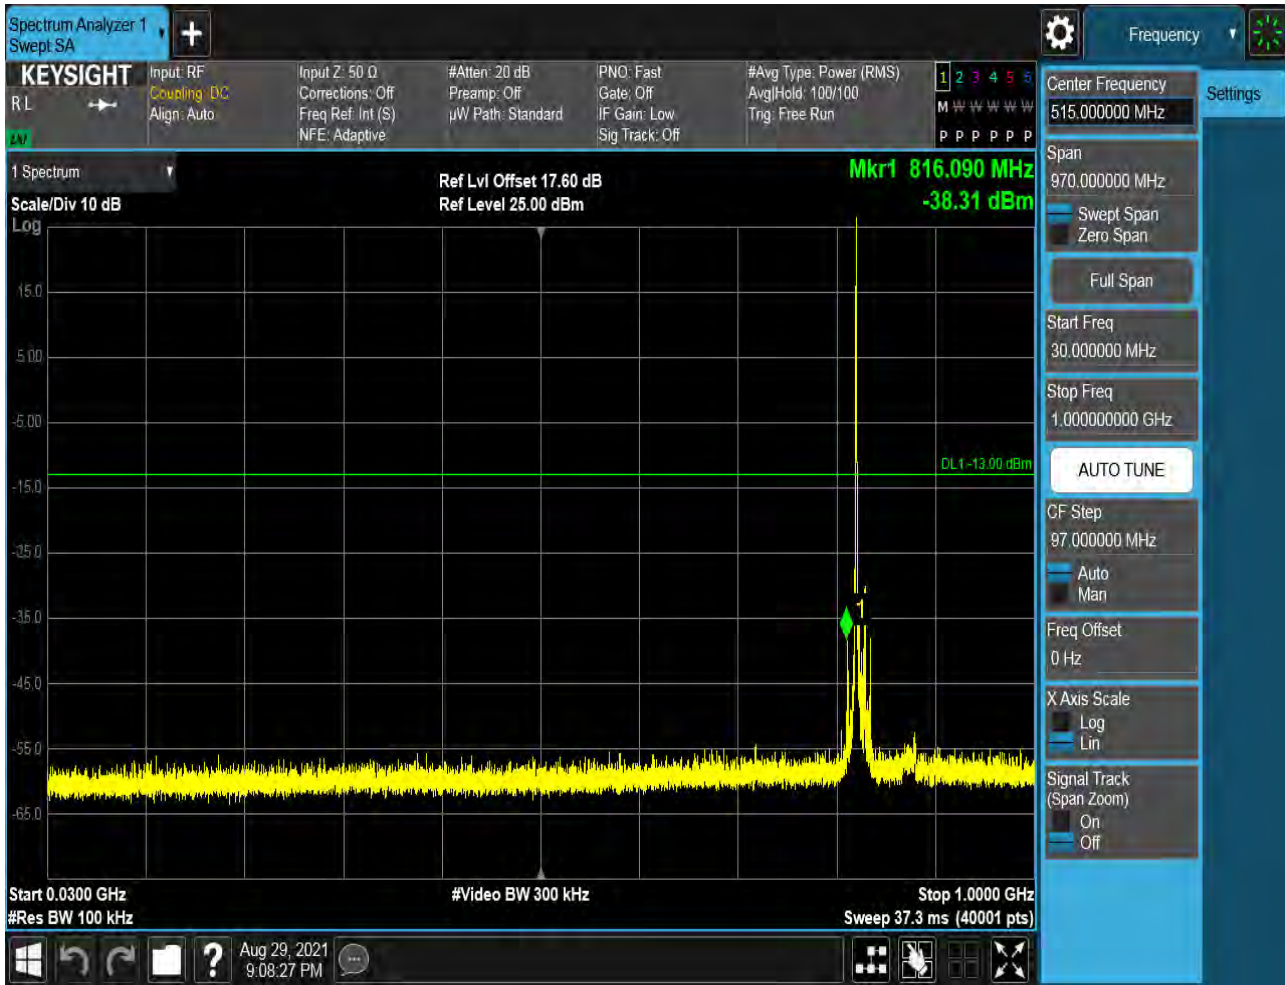 Spectrum Analyzer 1
Swept SA
Frequency
KEYSIGHT
R L
Input: RF
Coupling: DC
Align: Auto
Input Z: 50 Ω
Corrections: Off
Freq Ref: Int (S)
NFE: Adaptive
#Atten: 20 dB
Preamp: Off
µW Path: Standard
PNO: Fast
Gate: Off
IF Gain: Low
Sig Track: Off
#Avg Type: Power (RMS)
Avg|Hold: 100/100
Trig: Free Run
1 2 3 4 5 6
M W W W W W
P P P P P P
1 Spectrum
Scale/Div 10 dB
Log
Ref Lvl Offset 17.60 dB
Ref Level 25.00 dBm
Mkr1 816.090 MHz
-38.31 dBm
15.0
5.00
-5.00
-15.0
-25.0
-35.0
-45.0
-55.0
-65.0
DL1 -13.00 dBm
Start 0.0300 GHz
#Video BW 300 kHz
Stop 1.0000 GHz
#Res BW 100 kHz
Sweep 37.3 ms (40001 pts)
Aug 29, 2021
9:08:27 PM
Center Frequency
515.000000 MHz
Settings
Span
970.000000 MHz
Swept Span
Zero Span
Full Span
Start Freq
30.000000 MHz
Stop Freq
1.000000000 GHz
AUTO TUNE
CF Step
97.000000 MHz
Auto
Man
Freq Offset
0 Hz
X Axis Scale
Log
Lin
Signal Track
(Span Zoom)
On
Off